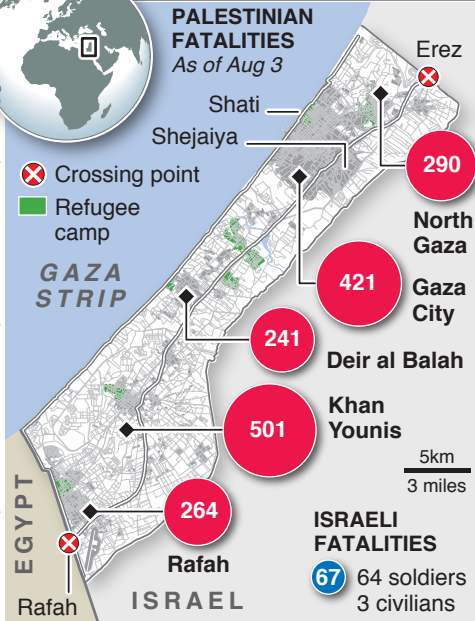 PALESTINIAN
FATALITIES
As of Aug 3
Erez
Shati
Shejaiya
Crossing point
Refugee
camp
290
North
Gaza
GAZA
STRIP
421
Gaza
City
241
Deir al Balah
501
Khan
Younis
5km
3 miles
264
Rafah
EGYPT
Rafah
ISRAEL
ISRAELI
FATALITIES
67
64 soldiers
3 civilians